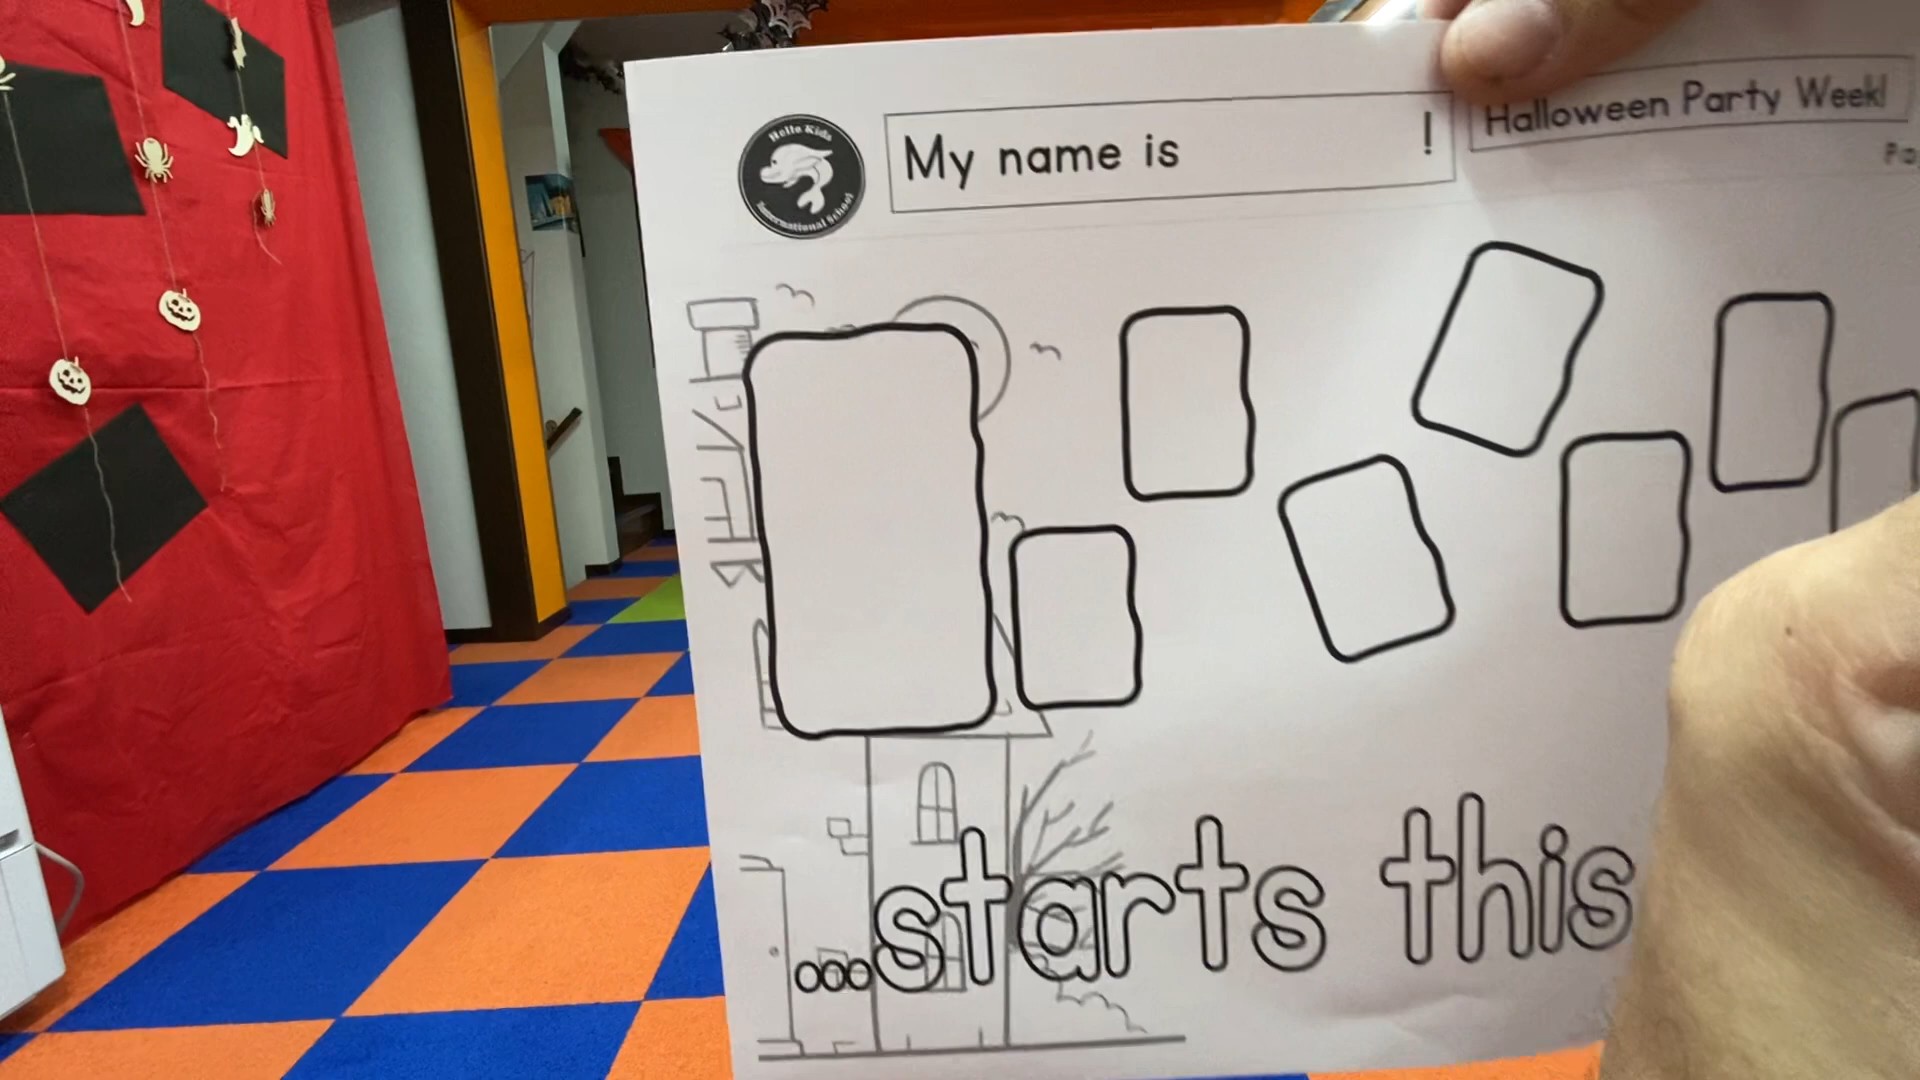 Hello Kids
International School
My name is !
Halloween Party Week!
...starts this